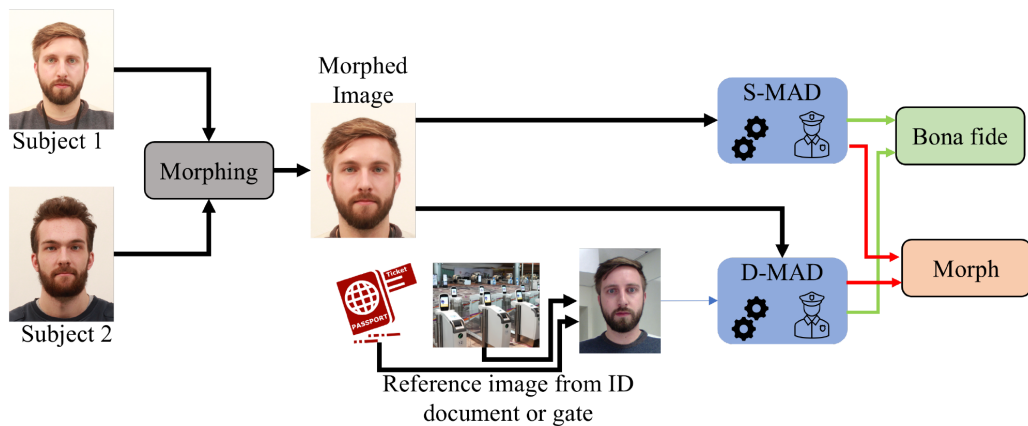 Subject 1
Subject 2
Morphing
Morphed
Image
S-MAD
D-MAD
Bona fide
Morph
Ticket
PASSPORT
Reference image from ID
document or gate